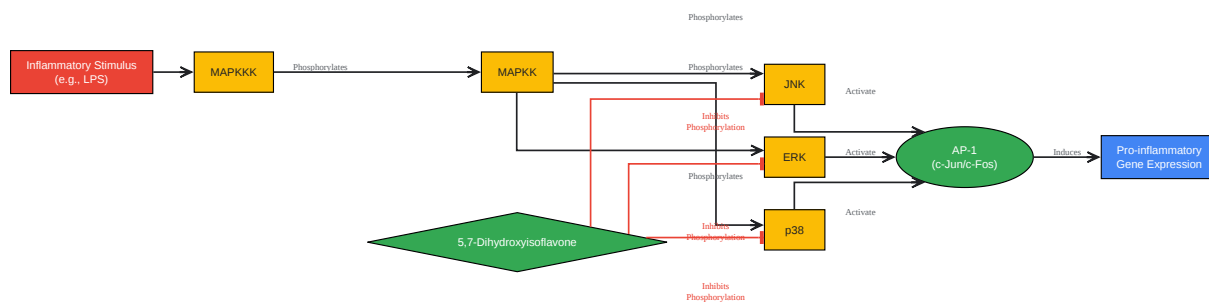 Phosphorylates
Inflammatory Stimulus
(e.g., LPS)
MAPKKK
Phosphorylates
MAPKK
Phosphorylates
JNK
Activate
Inhibits
Phosphorylation
ERK
Activate
AP-1
(c-Jun/c-Fos)
Induces
Pro-inflammatory
Gene Expression
Phosphorylates
Activate
Inhibits
Phosphorylation
p38
5,7-Dihydroxyisoflavone
Inhibits
Phosphorylation